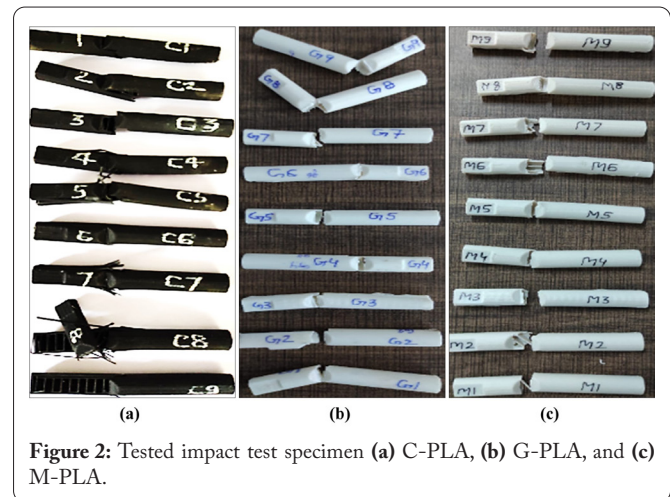 1 C1
2 C2
3 C3
4 C4
5 C5
6 C6
7 C7
8 C8
C9
(a)
G9 G9
G8 G8
G7 G7
G6 G6
G5 G5
G4 G4
G3 G3
G2 G2
G1
(b)
M9 M9
M8 M8
M7 M7
M6 M6
M5 M5
M4 M4
M3 M3
M2 M2
M1 M1
(c)
Figure 2: Tested impact test specimen (a) C-PLA, (b) G-PLA, and (c)
M-PLA.